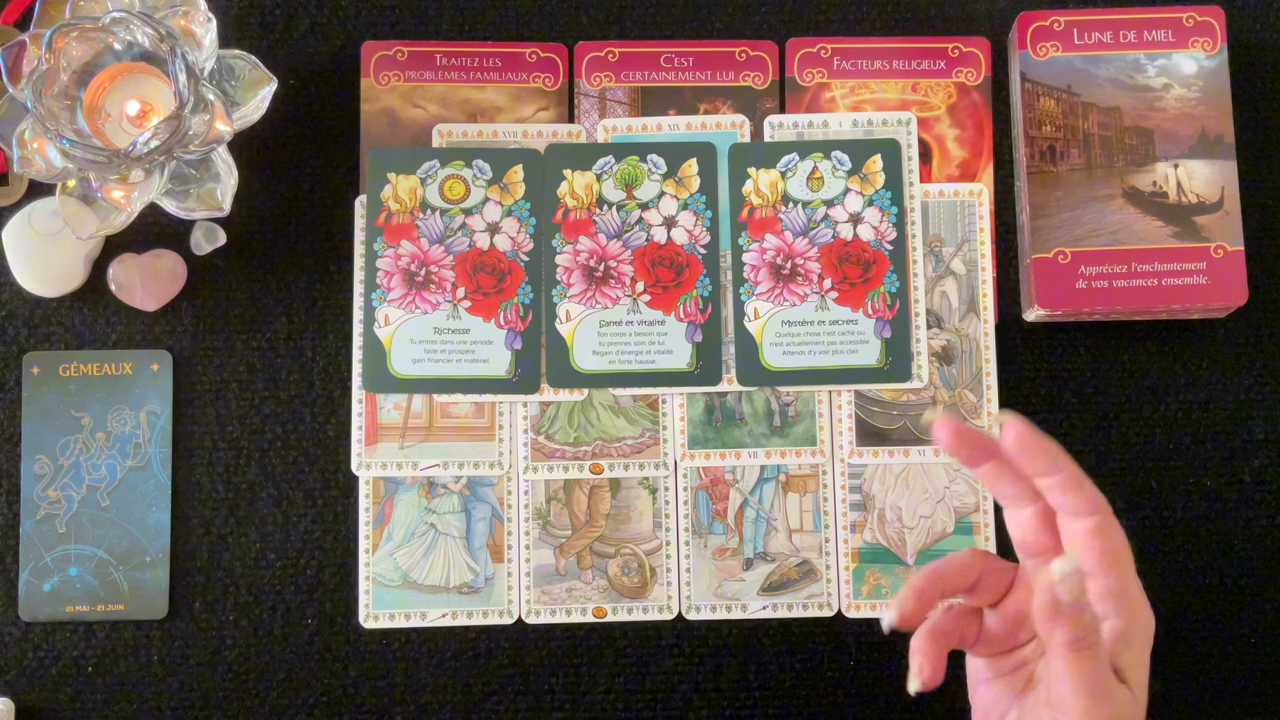 TRAITEZ LES
PROBLÈMES FAMILIAUX
C'EST
CERTAINEMENT LUI
FACTEURS RELIGIEUX
LUNE DE MIEL
Appréciez l'enchantement
de vos vacances ensemble.
XVII
XIX
Richesse
Tu entres dans une période
faste et prospère :
gain financier et matériel
Santé et vitalité
Ton corps a besoin que
tu prennes soin de lui
Regain d'énergie et vitalité
en forte hausse
Mystère et secrets
Quelque chose t'est caché ou
n'est actuellement pas accessible
Attends d'y voir plus clair
GÉMEAUX
21 MAI - 21 JUIN
VII
VI